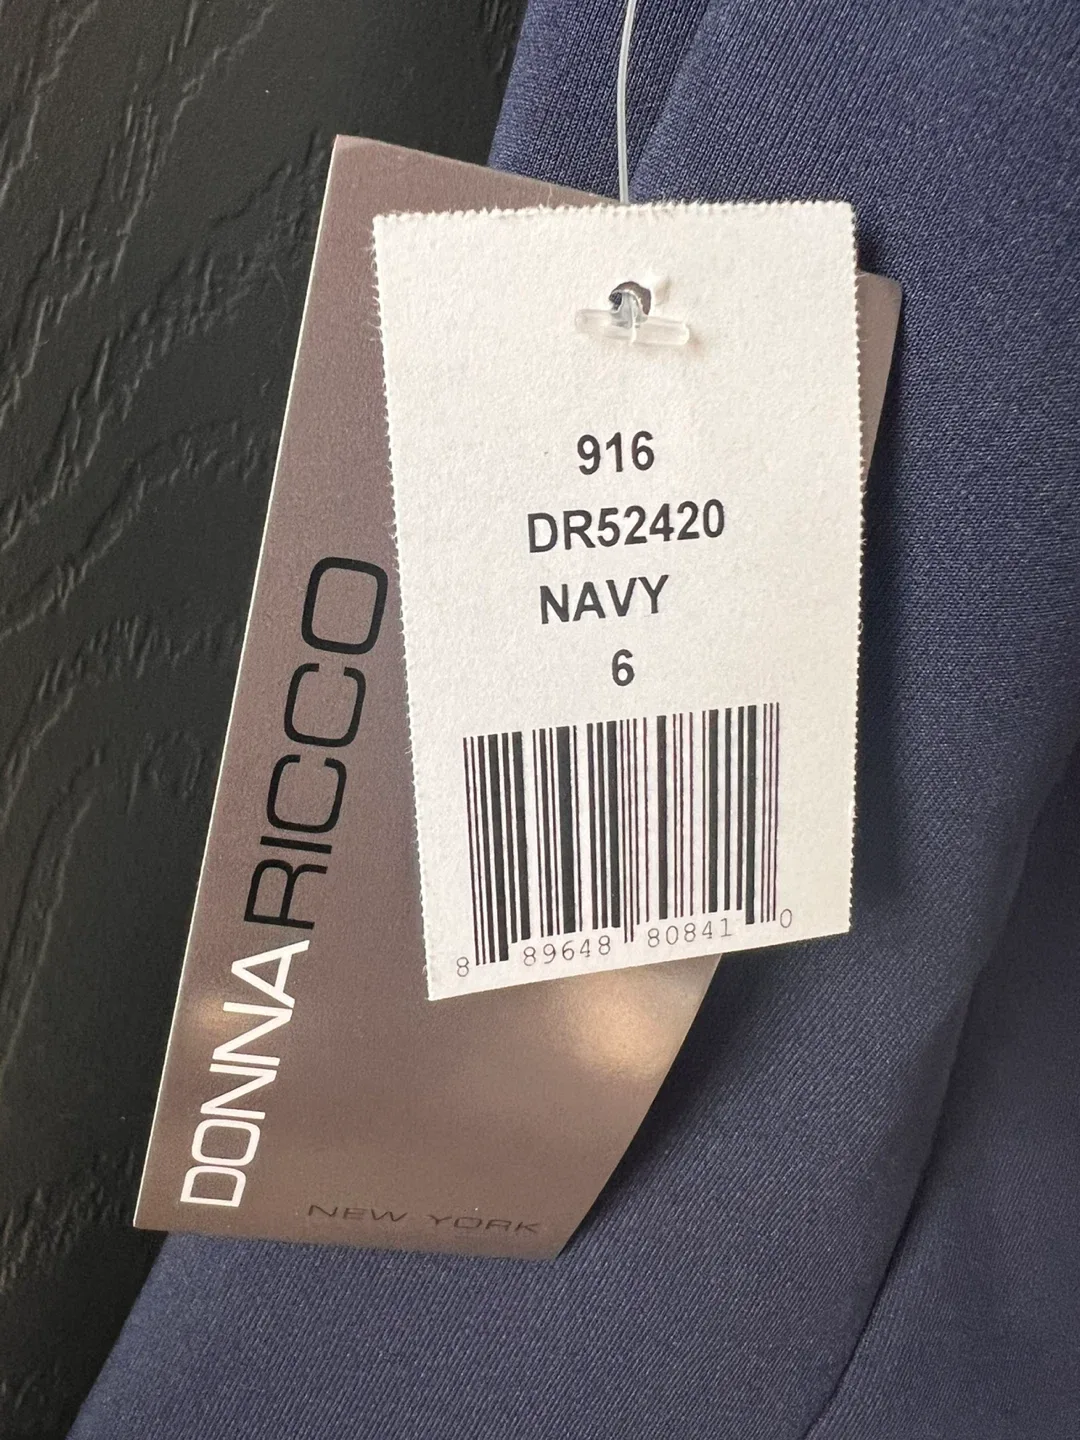 916
DR52420
NAVY
6
8 89648 80841 0
DONNA RICCO
NEW YORK